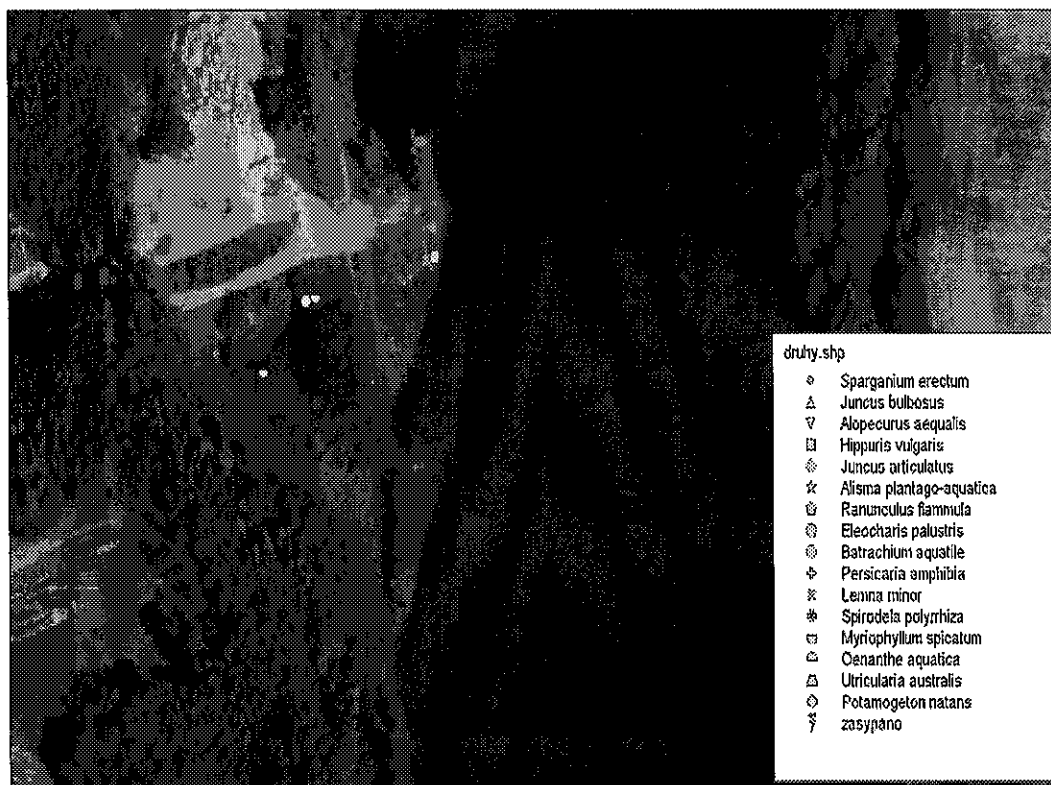 druhy.shp
Sparganium erectum
Juncus bulbosus
Alopecurus aequalis
Hippuris vulgaris
Juncus articulatus
Alisma plantago-aquatica
Ranunculus flammula
Eleocharis palustris
Batrachium aquatile
Persicaria amphibia
Lemna minor
Spirodela polyrrhiza
Myriophyllum spicatum
Oenanthe aquatica
Utricularia australis
Potamogeton natans
zasypano